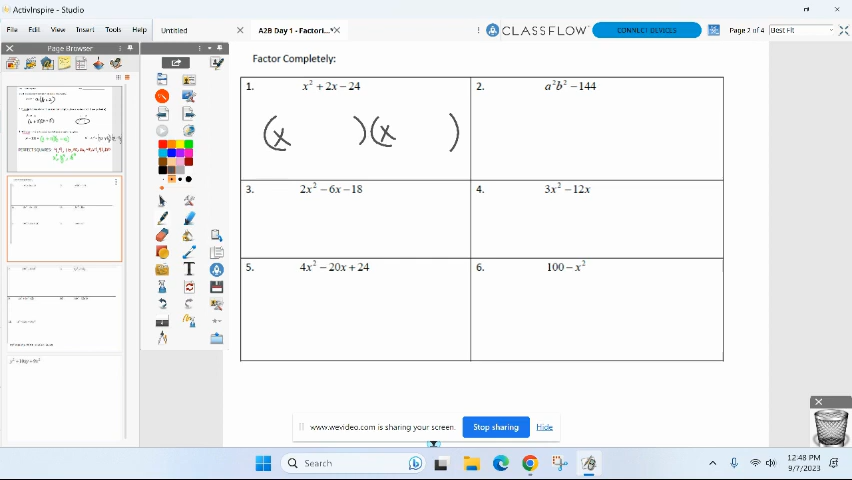 ActivInspire - Studio
File Edit View Insert Tools Help
Untitled
A2B Day 1 - Factori...*
CLASSFLOW
CONNECT DEVICES
Page 2 of 4
Best Fit
Page Browser
Factor Completely:
1. x² + 2x − 24
2. a²b² − 144
(x )(x )
3. 2x² − 6x − 18
4. 3x² − 12x
5. 4x² − 20x + 24
6. 100 − x²
PERFECT SQUARES:
www.wevideo.com is sharing your screen.
Stop sharing
Hide
Search
12:48 PM
9/7/2023